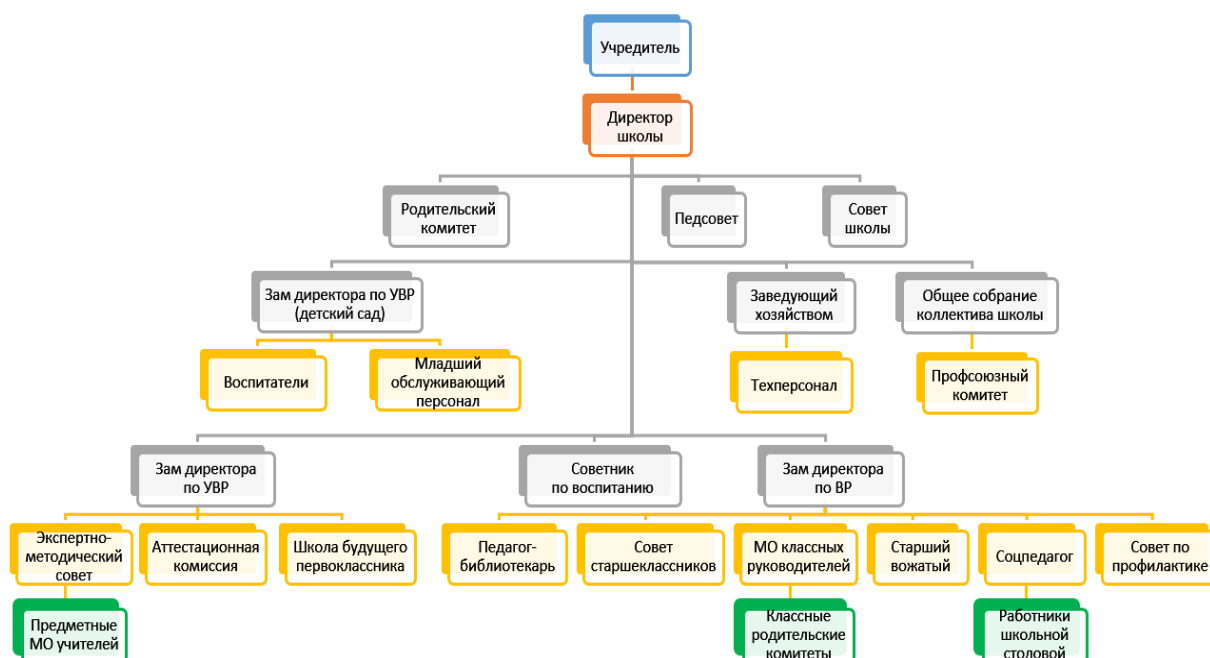 Учредитель
Директор
школы
Родительский
комитет
Педсовет
Совет
школы
Зам директора по УВР
(детский сад)
Заведующий
хозяйством
Общее собрание
коллектива школы
Воспитатели
Младший
обслуживающий
персонал
Техперсонал
Профсоюзный
комитет
Зам директора
по УВР
Советник
по воспитанию
Зам директора
по ВР
Экспертно-
методический
совет
Аттестационная
комиссия
Школа будущего
первоклассника
Педагог-
библиотекарь
Совет
старшеклассников
МО классных
руководителей
Старший
вожатый
Соцпедагог
Совет по
профилактике
Предметные
МО учителей
Классные
родительские
комитеты
Работники
школьной
столовой